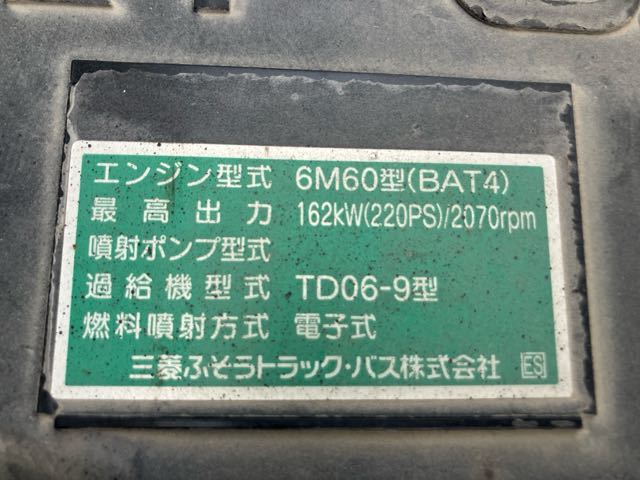 エンジン型式 6M60型(BAT4)
最高出力 162kW(220PS)/2070rpm
噴射ポンプ型式
過給機型式 TD06-9型
燃料噴射方式 電子式
三菱ふそうトラック・バス株式会社 ES